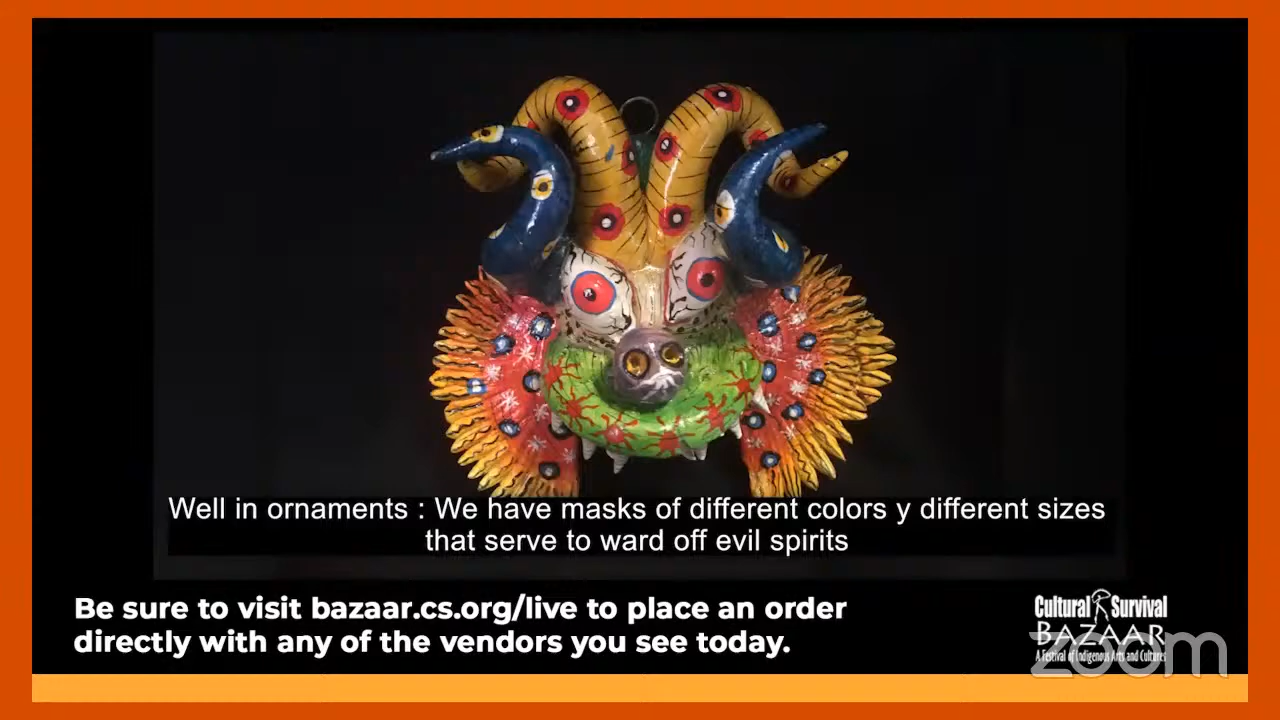 Well in ornaments : We have masks of different colors y different sizes
that serve to ward off evil spirits
Be sure to visit bazaar.cs.org/live to place an order
directly with any of the vendors you see today.
Cultural Survival
BAZAAR
A Festival of Indigenous Arts and Cultures
zoom